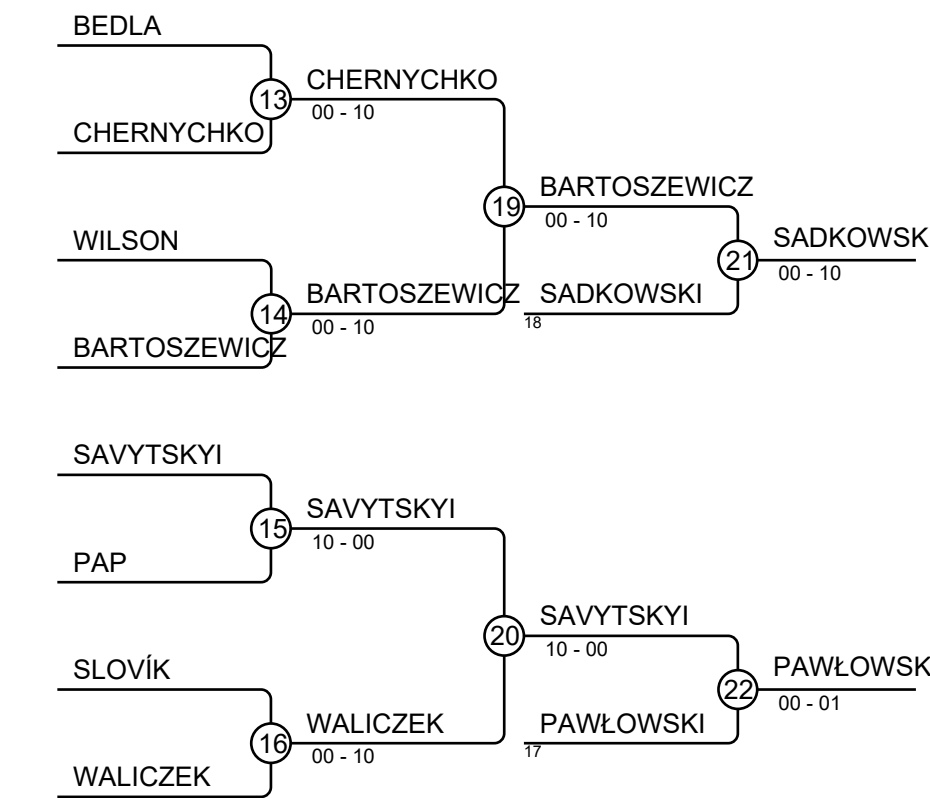 BEDLA
CHERNYCHKO
00 - 10
13
CHERNYCHKO
BARTOSZEWICZ
00 - 10
19
WILSON
SADKOWSK
00 - 10
21
BARTOSZEWICZ
00 - 10
SADKOWSKI
18
14
BARTOSZEWICZ
SAVYTSKYI
SAVYTSKYI
10 - 00
15
PAP
SAVYTSKYI
10 - 00
20
SLOVÍK
PAWŁOWSK
00 - 01
22
WALICZEK
00 - 10
PAWŁOWSKI
17
16
WALICZEK